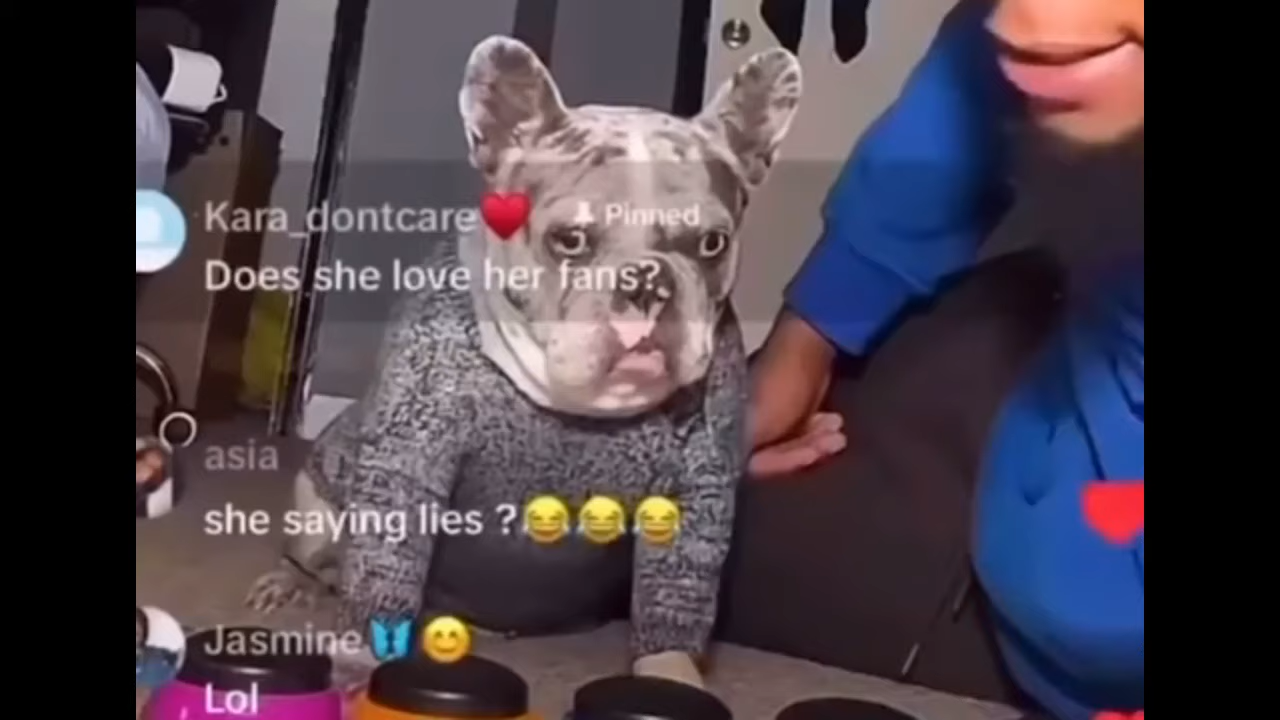 Kara_dontcare❤️ Pinned
Does she love her fans?
asia
she saying lies ?😂😂😂
Jasmine🦋😊
Lol